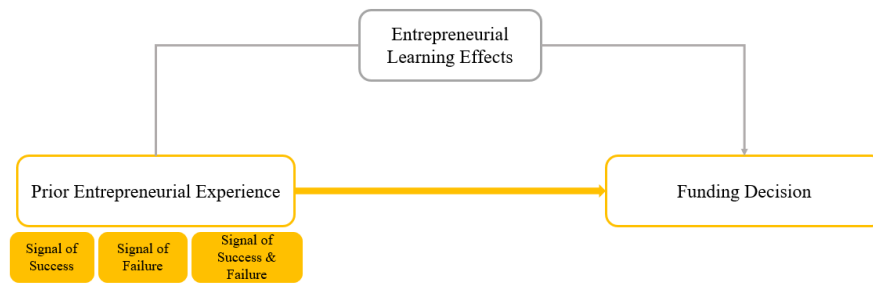 Entrepreneurial
Learning Effects
Prior Entrepreneurial Experience
Funding Decision
Signal of
Success
Signal of
Failure
Signal of
Success &
Failure